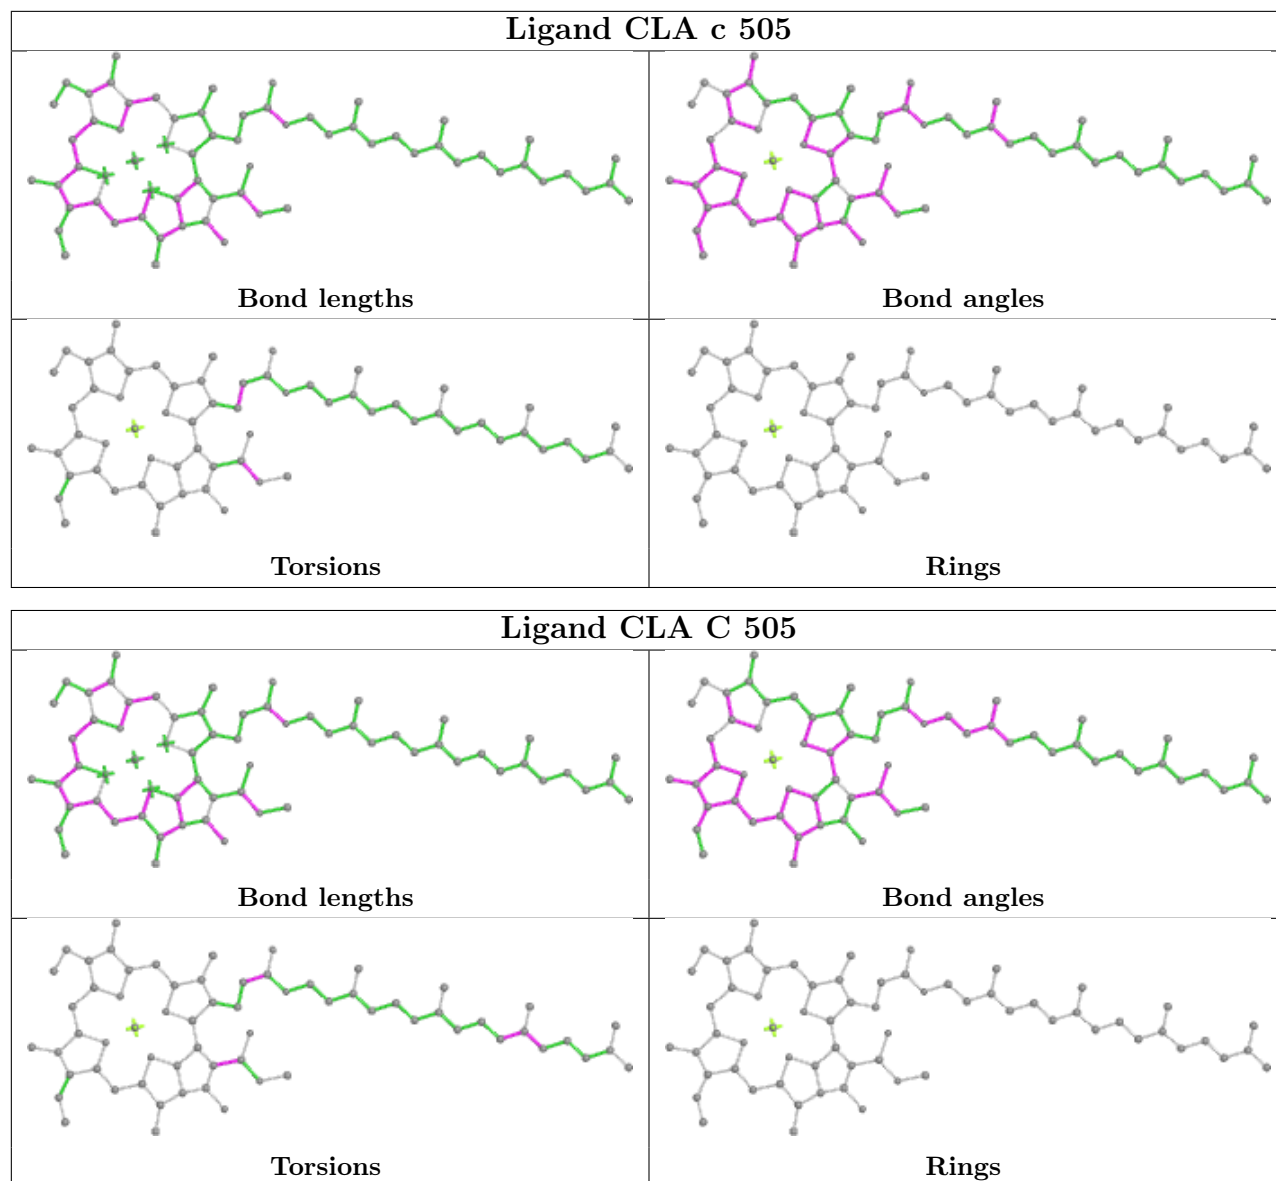 Ligand CLA c 505
Bond lengths
Bond angles
Torsions
Rings
Ligand CLA C 505
Bond lengths
Bond angles
Torsions
Rings